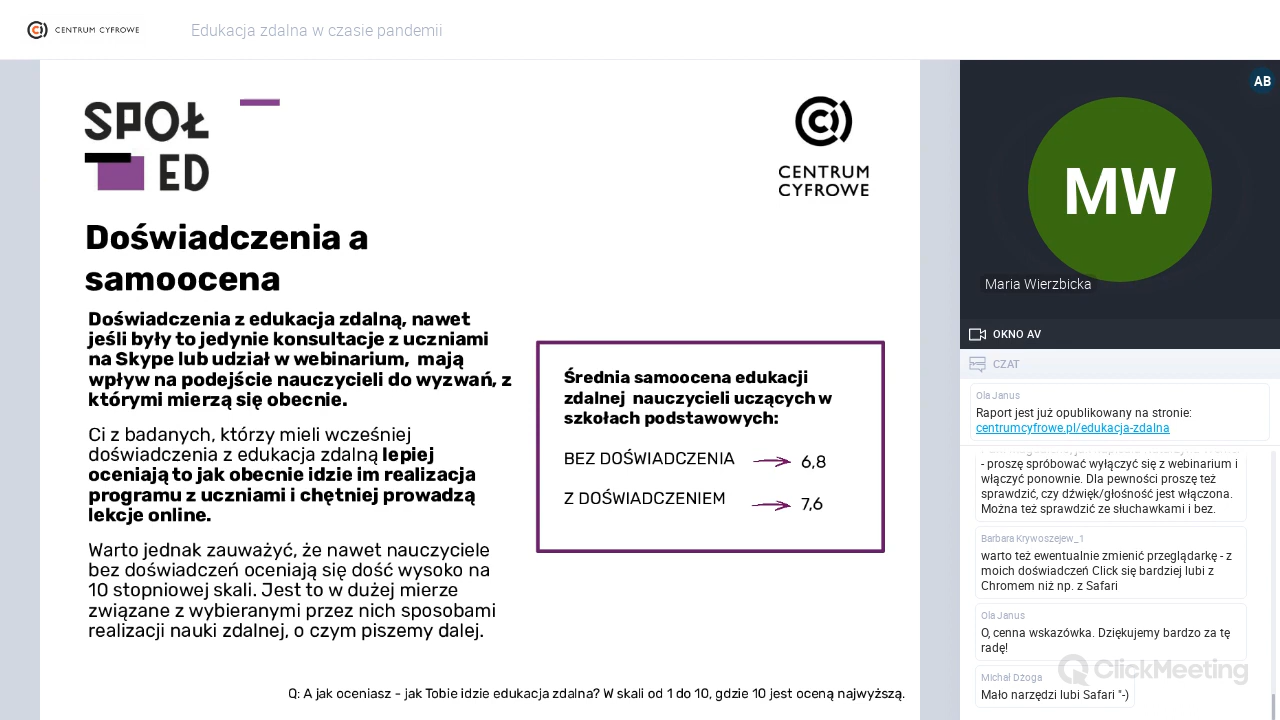 CENTRUM CYFROWE
Edukacja zdalna w czasie pandemii
SPOŁ
ED
CENTRUM
CYFROWE
Doświadczenia a
samoocena
Doświadczenia z edukacja zdalną, nawet
jeśli były to jedynie konsultacje z uczniami
na Skype lub udział w webinarium, mają
wpływ na podejście nauczycieli do wyzwań, z
którymi mierzą się obecnie.
Ci z badanych, którzy mieli wcześniej
doświadczenia z edukacja zdalną lepiej
oceniają to jak obecnie idzie im realizacja
programu z uczniami i chętniej prowadzą
lekcje online.
Warto jednak zauważyć, że nawet nauczyciele
bez doświadczeń oceniają się dość wysoko na
10 stopniowej skali. Jest to w dużej mierze
związane z wybieranymi przez nich sposobami
realizacji nauki zdalnej, o czym piszemy dalej.
Średnia samoocena edukacji
zdalnej nauczycieli uczących w
szkołach podstawowych:
BEZ DOŚWIADCZENIA 6,8
Z DOŚWIADCZENIEM 7,6
Q: A jak oceniasz - jak Tobie idzie edukacja zdalna? W skali od 1 do 10, gdzie 10 jest oceną najwyższą.
AB
MW
Maria Wierzbicka
OKNO AV
CZAT
Ola Janus
Raport jest już opublikowany na stronie:
centrumcyfrowe.pl/edukacja-zdalna
- proszę spróbować wyłączyć się z webinarium i
włączyć ponownie. Dla pewności proszę też
sprawdzić, czy dźwięk/głośność jest włączona.
Można też sprawdzić ze słuchawkami i bez.
Barbara Krywoszejew_1
warto też ewentualnie zmienić przeglądarkę - z
moich doświadczeń Click się bardziej lubi z
Chromem niż np. z Safari
Ola Janus
O, cenna wskazówka. Dziękujemy bardzo za tę
radę!
Michał Dżoga
Mało narzędzi lubi Safari "-)
ClickMeeting